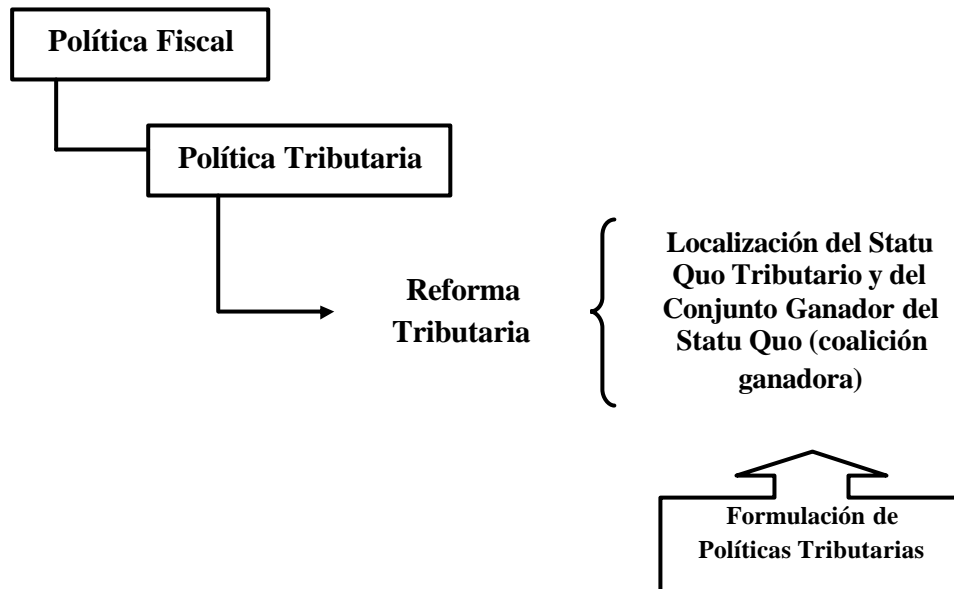 Política Fiscal
Política Tributaria
Reforma
Tributaria
Localización del Statu
Quo Tributario y del
Conjunto Ganador del
Statu Quo (coalición
ganadora)
Formulación de
Políticas Tributarias